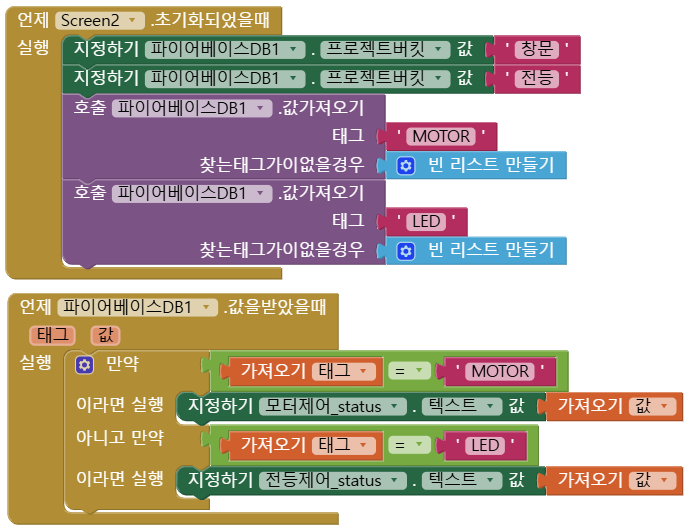 언제 Screen2 .초기화되었을때
실행 지정하기 파이어베이스DB1 . 프로젝트버킷 값 ' 창문 '
지정하기 파이어베이스DB1 . 프로젝트버킷 값 ' 전등 '
호출 파이어베이스DB1 .값가져오기
태그 ' MOTOR '
찾는태그가이없을경우 빈 리스트 만들기
호출 파이어베이스DB1 .값가져오기
태그 ' LED '
찾는태그가이없을경우 빈 리스트 만들기
언제 파이어베이스DB1 .값을받았을때
태그 값
실행 만약 가져오기 태그 = ' MOTOR '
이라면 실행 지정하기 모터제어_status . 텍스트 값 가져오기 값
아니고 만약 가져오기 태그 = ' LED '
이라면 실행 지정하기 전등제어_status . 텍스트 값 가져오기 값